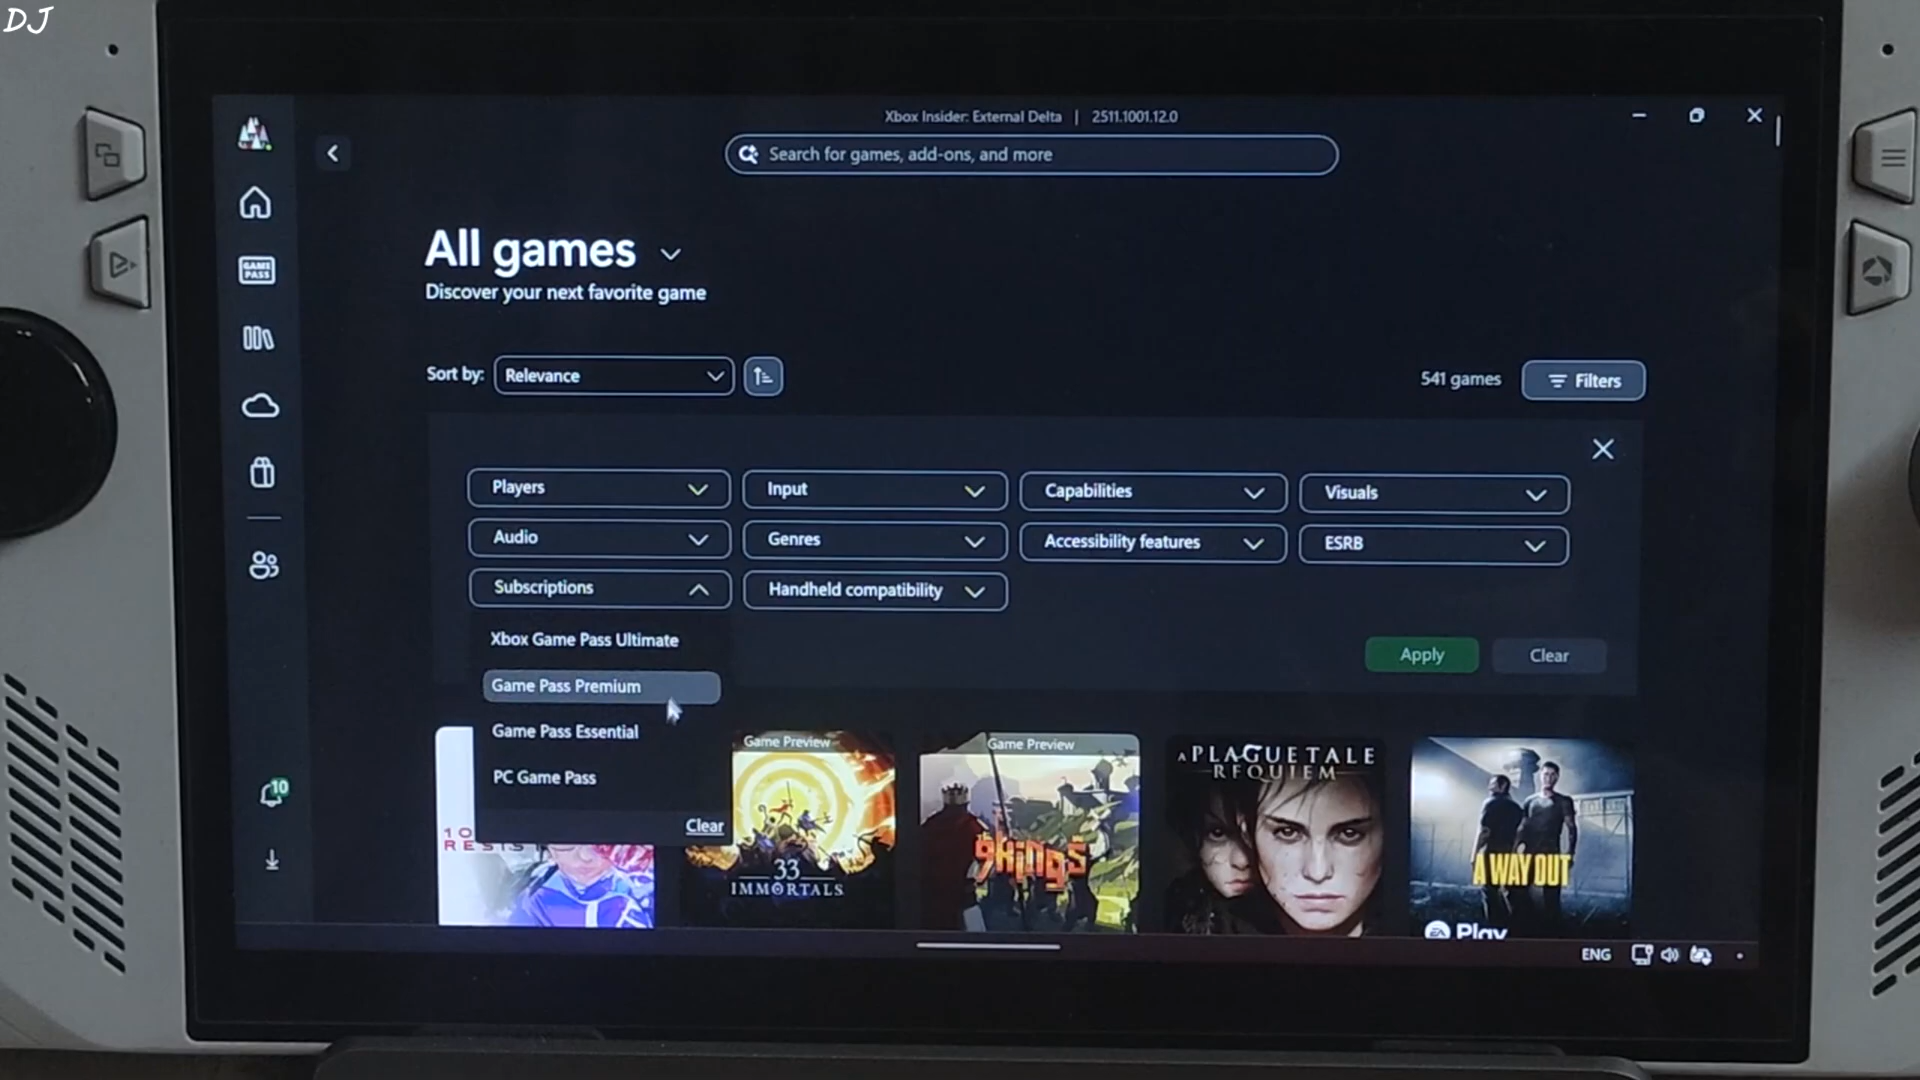 DJ
Xbox Insider: External Delta | 2511.1001.12.0
Search for games, add-ons, and more
GAME PASS
All games
Discover your next favorite game
Sort by: Relevance
541 games
Filters
Players
Input
Capabilities
Visuals
Audio
Genres
Accessibility features
ESRB
Subscriptions
Handheld compatibility
Xbox Game Pass Ultimate
Game Pass Premium
Game Pass Essential
PC Game Pass
Clear
Apply
Clear
10
Game Preview
33
IMMORTALS
Game Preview
9Kings
A PLAGUE TALE
REQUIEM
A WAY OUT
EA Play
ENG